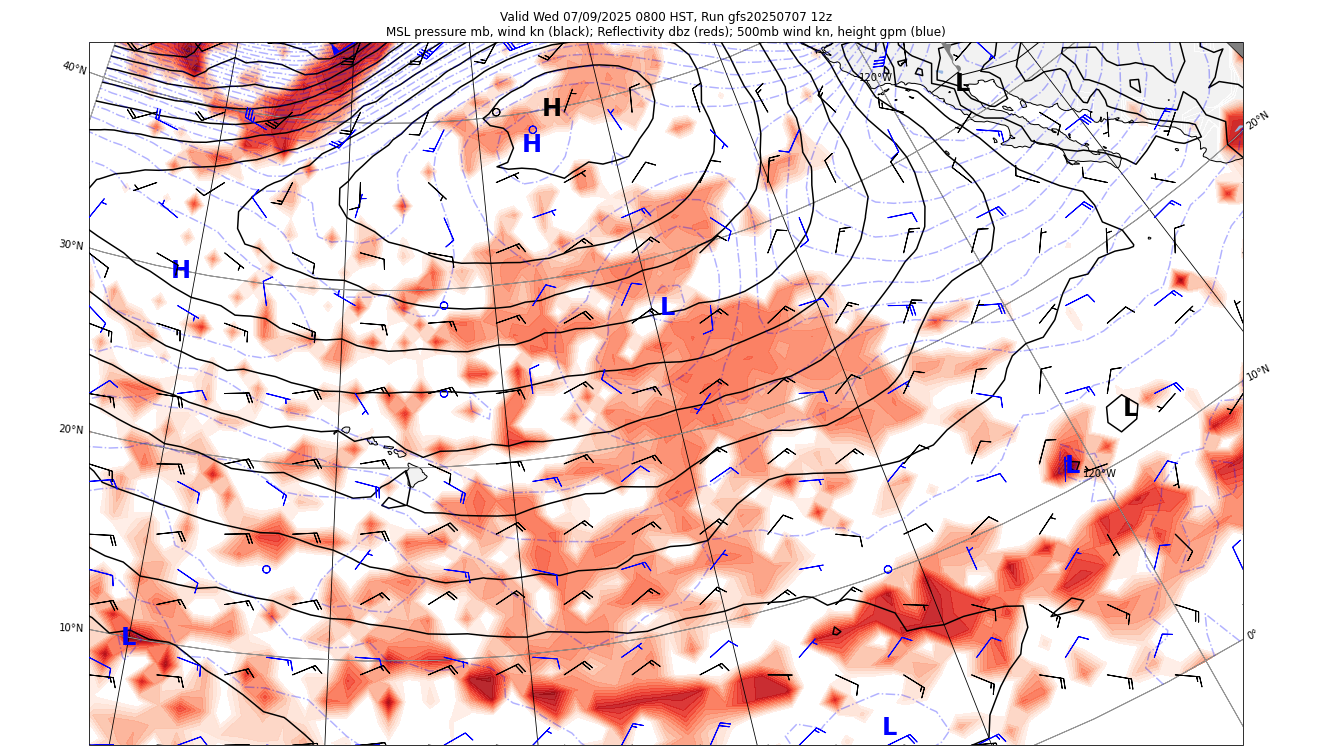 Valid Wed 07/09/2025 0800 HST, Run gfs20250707 12z
MSL pressure mb, wind kn (black); Reflectivity dbz (reds); 500mb wind kn, height gpm (blue)
40°N
120°W
L
H
20°N
H
30°N
H
L
10°N
L
20°N
L
120°W
10°N
L
0°
L